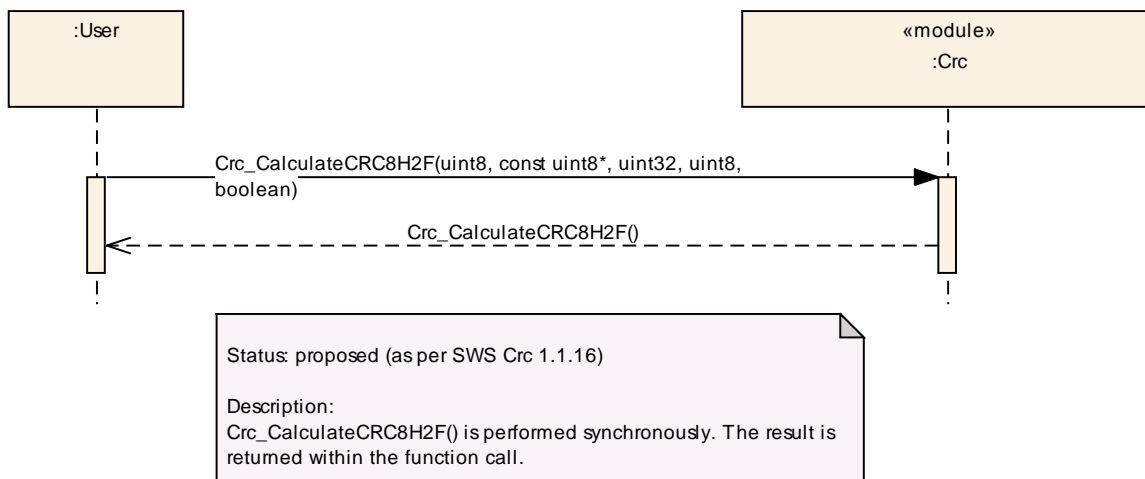 :User
«module»
:Crc
Crc_CalculateCRC8H2F(uint8, const uint8*, uint32, uint8,
boolean)
Crc_CalculateCRC8H2F()
Status: proposed (as per SWS Crc 1.1.16)
Description:
Crc_CalculateCRC8H2F() is performed synchronously. The result is
returned within the function call.